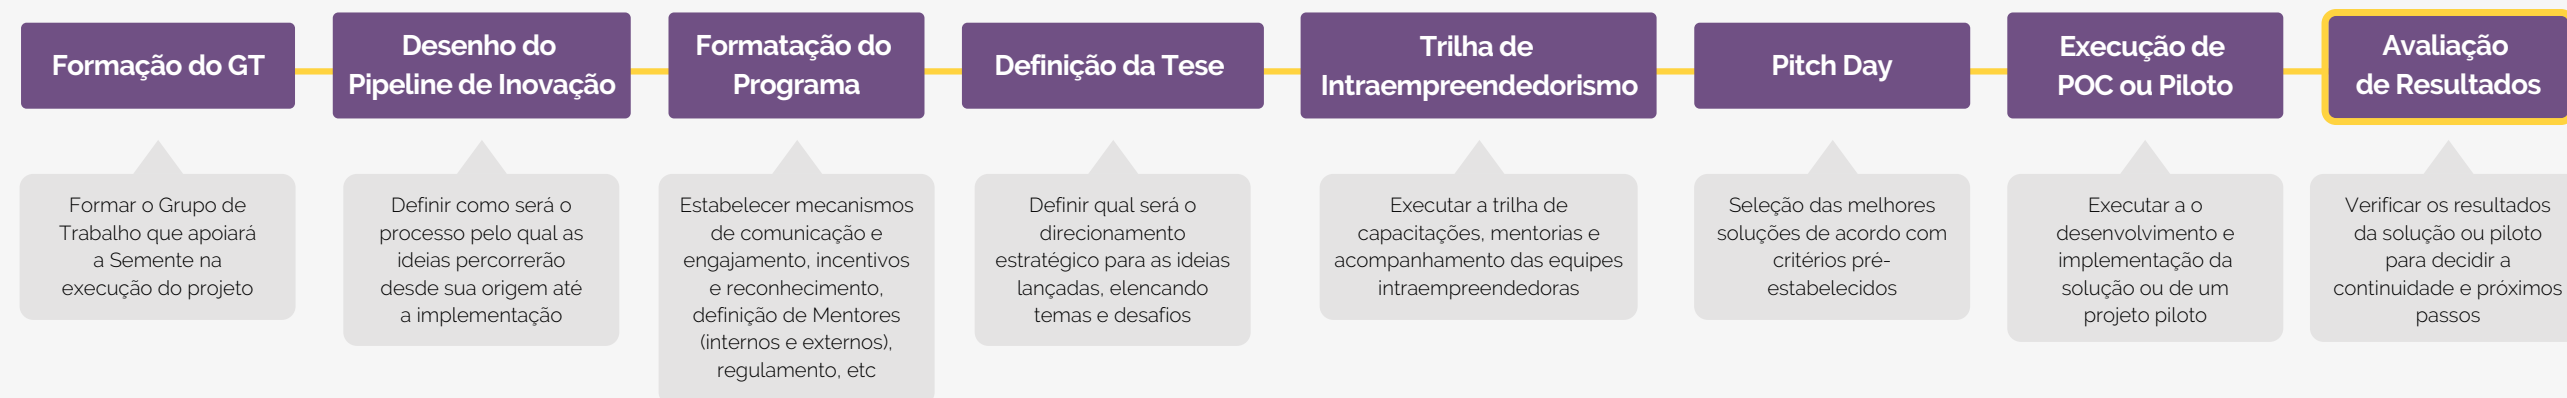 Formação do GT
Desenho do
Pipeline de Inovação
Formatação do
Programa
Definição da Tese
Trilha de
Intraempreendedorismo
Pitch Day
Execução de
POC ou Piloto
Avaliação
de Resultados
Formar o Grupo de
Trabalho que apoiará
a Semente na
execução do projeto
Definir como será o
processo pelo qual as
ideias percorrerão
desde sua origem até
a implementação
Estabelecer mecanismos
de comunicação e
engajamento, incentivos
e reconhecimento,
definição de Mentores
(internos e externos),
regulamento, etc
Definir qual será o
direcionamento
estratégico para as ideias
lançadas, elencando
temas e desafios
Executar a trilha de
capacitações, mentorias e
acompanhamento das equipes
intraempreendedoras
Seleção das melhores
soluções de acordo com
critérios pré-
estabelecidos
Executar a o
desenvolvimento e
implementação da
solução ou de um
projeto piloto
Verificar os resultados
da solução ou piloto
para decidir a
continuidade e próximos
passos